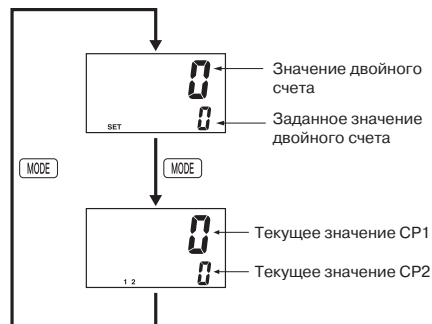 0
Значение двойного
счета
Заданное значение
двойного счета
SET 0
MODE MODE
0
Текущее значение CP1
Текущее значение CP2
1 2 0